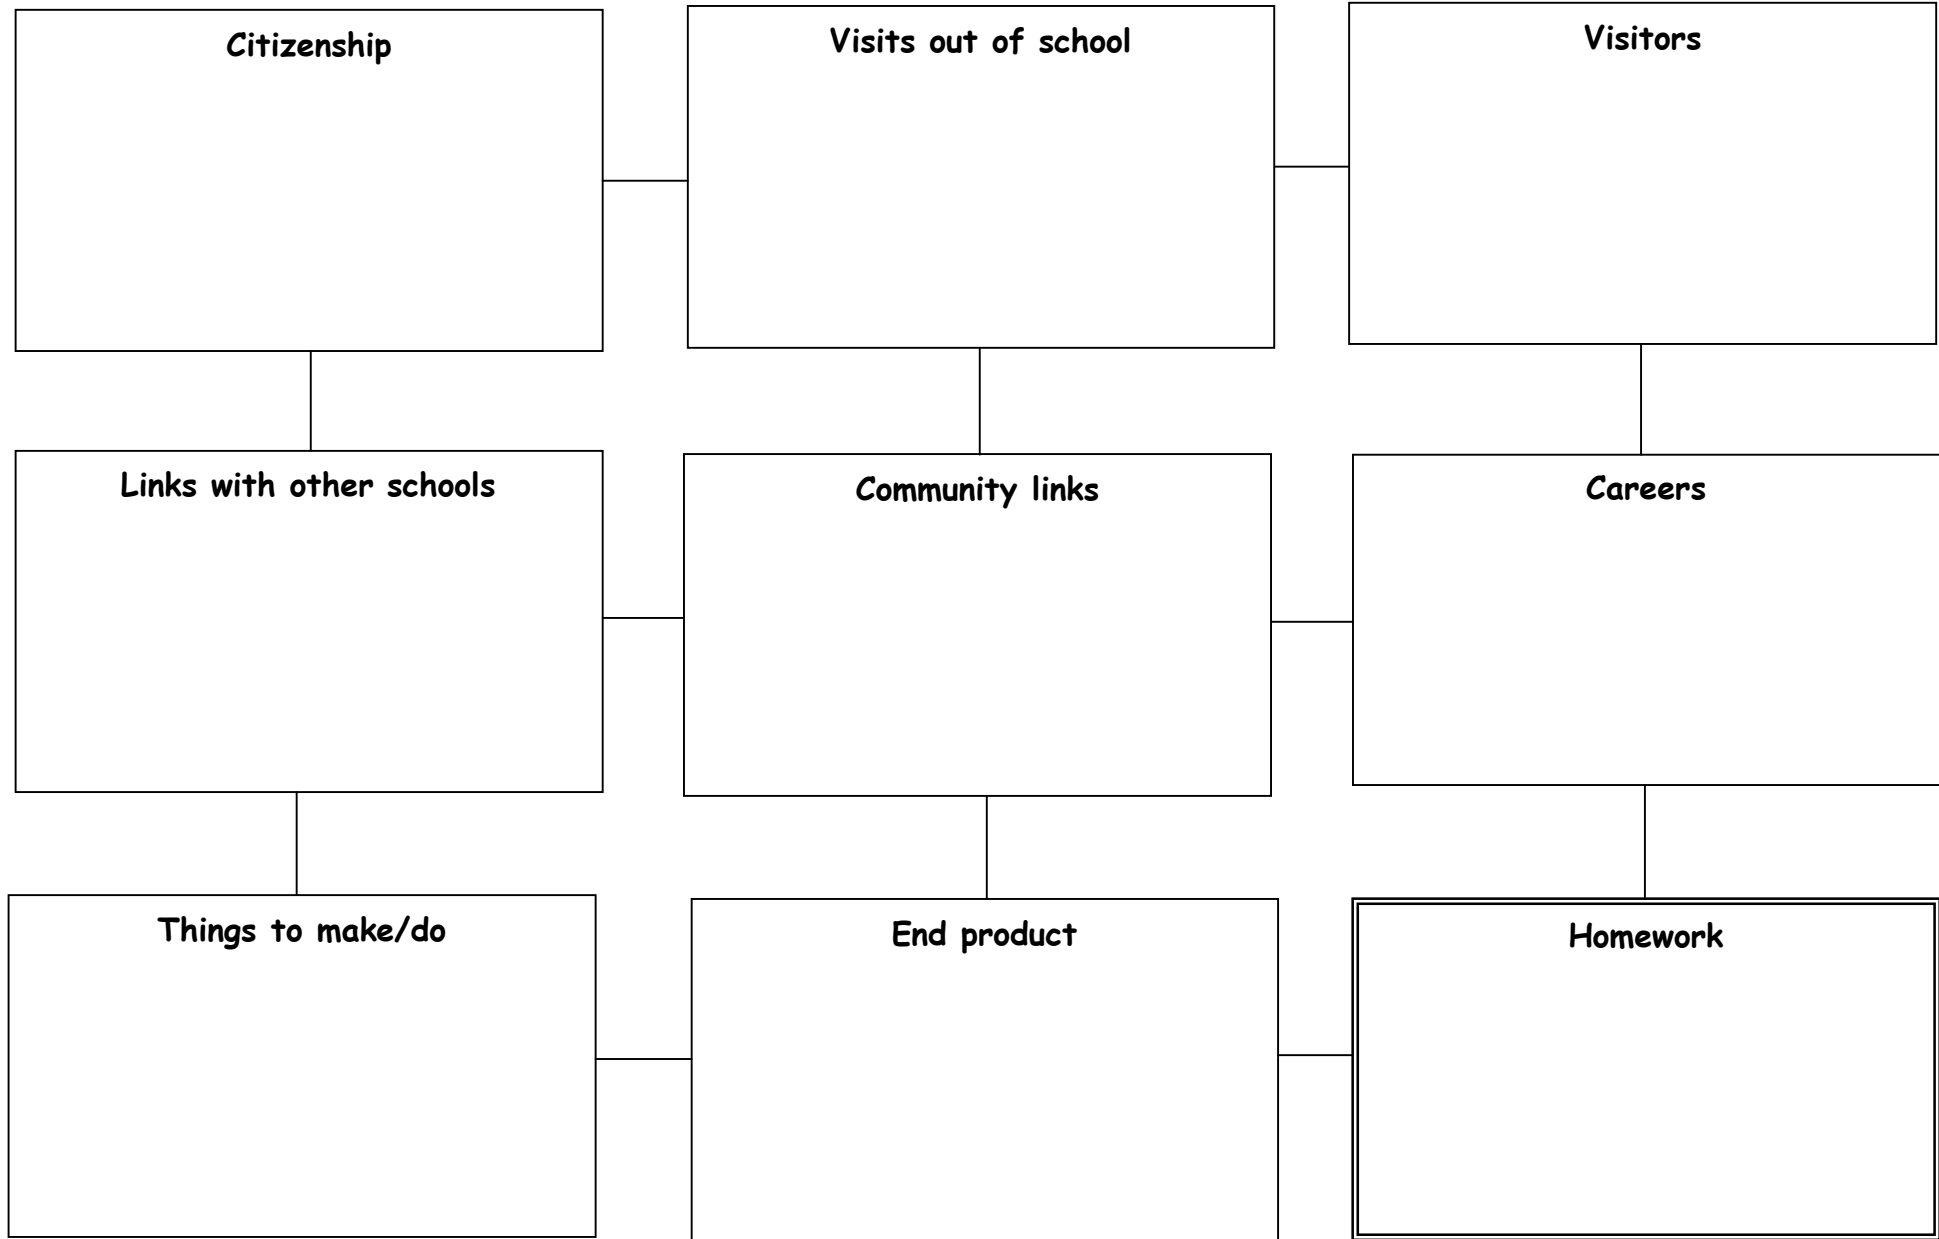 Citizenship
Visits out of school
Visitors
Links with other schools
Community links
Careers
Things to make/do
End product
Homework